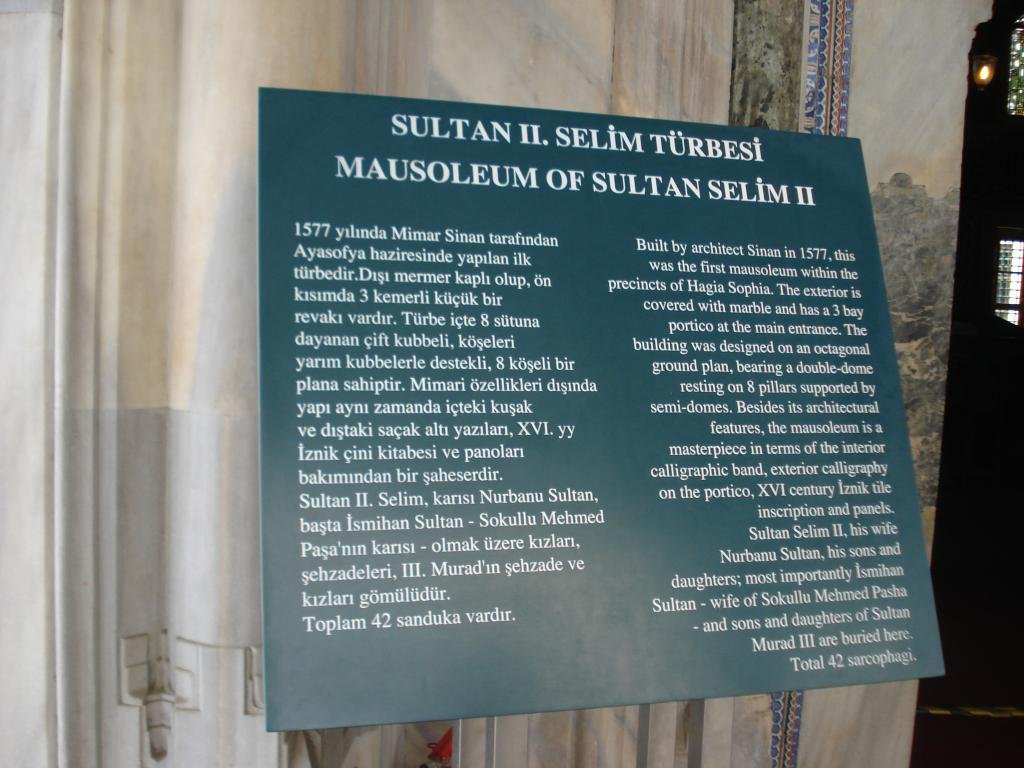 SULTAN II. SELİM TÜRBESİ
MAUSOLEUM OF SULTAN SELİM II
1577 yılında Mimar Sinan tarafından
Ayasofya haziresinde yapılan ilk
türbedir.Dışı mermer kaplı olup, ön
kısımda 3 kemerli küçük bir
revakı vardır. Türbe içte 8 sütuna
dayanan çift kubbeli, köşeleri
yarım kubbelerle destekli, 8 köşeli bir
plana sahiptir. Mimari özellikleri dışında
yapı aynı zamanda içteki kuşak
ve dıştaki saçak altı yazıları, XVI. yy
İznik çini kitabesi ve panoları
bakımından bir şaheserdir.
Sultan II. Selim, karısı Nurbanu Sultan,
başta İsmihan Sultan - Sokullu Mehmed
Paşa'nın karısı - olmak üzere kızları,
şehzadeleri, III. Murad'ın şehzade ve
kızları gömülüdür.
Toplam 42 sanduka vardır.
Built by architect Sinan in 1577, this
was the first mausoleum within the
precincts of Hagia Sophia. The exterior is
covered with marble and has a 3 bay
portico at the main entrance. The
building was designed on an octagonal
ground plan, bearing a double-dome
resting on 8 pillars supported by
semi-domes. Besides its architectural
features, the mausoleum is a
masterpiece in terms of the interior
calligraphic band, exterior calligraphy
on the portico, XVI century İznik tile
inscription and panels.
Sultan Selim II, his wife
Nurbanu Sultan, his sons and
daughters; most importantly İsmihan
Sultan - wife of Sokullu Mehmed Pasha
- and sons and daughters of Sultan
Murad III are buried here.
Total 42 sarcophagi.